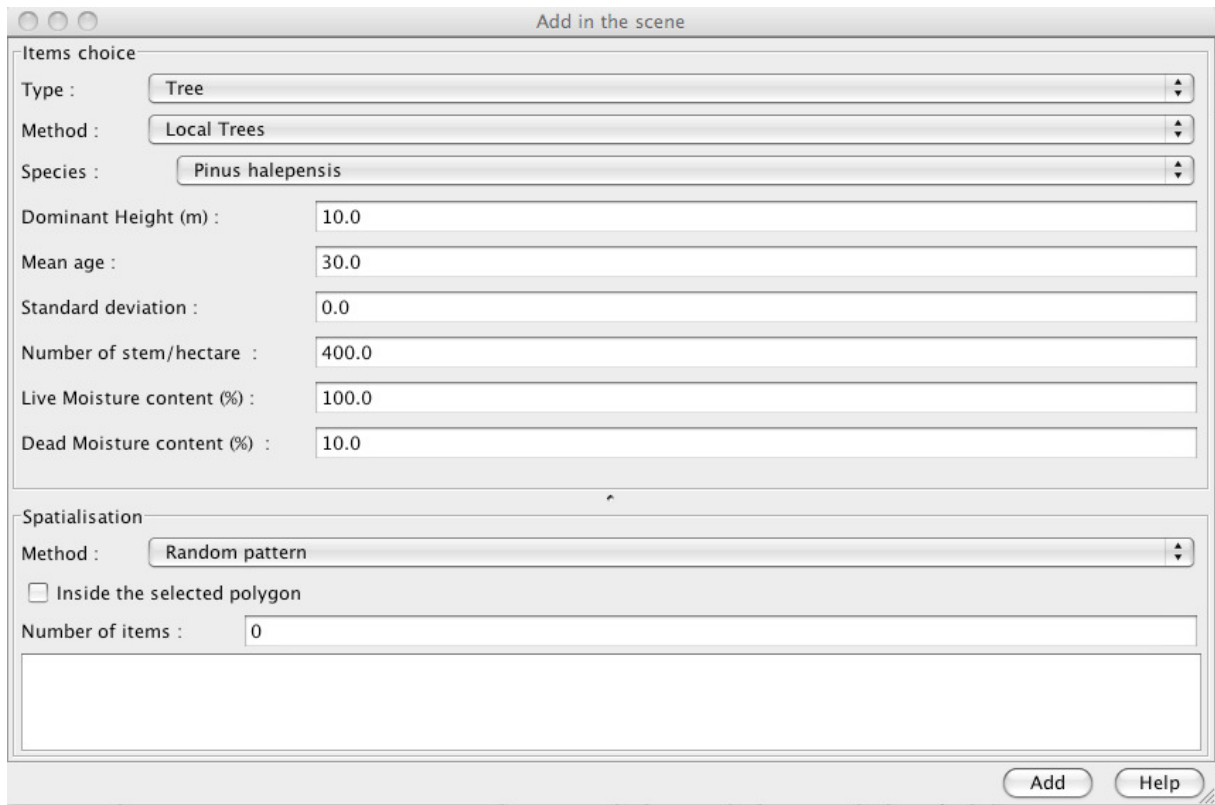 Add in the scene
Items choice
Type : Tree
Method : Local Trees
Species : Pinus halepensis
Dominant Height (m) : 10.0
Mean age : 30.0
Standard deviation : 0.0
Number of stem/hectare : 400.0
Live Moisture content (%) : 100.0
Dead Moisture content (%) : 10.0
Spatialisation
Method : Random pattern
Inside the selected polygon
Number of items : 0
Add Help